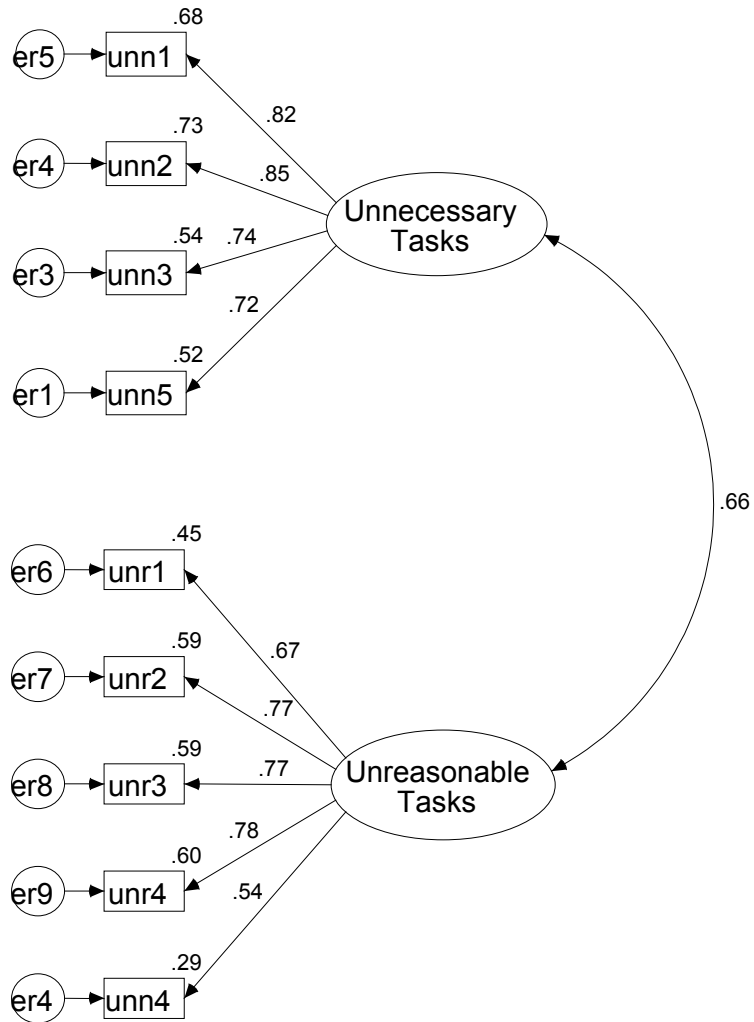 .68
er5 unn1
.82
.73
er4 unn2
.85
Unnecessary
Tasks
.54 .74
er3 unn3
.72
.52
er1 unn5
.66
.45
er6 unr1
.67
.59
er7 unr2
.77
.59
.77
er8 unr3
Unreasonable
Tasks
.78
.60
er9 unr4
.54
.29
er4 unn4